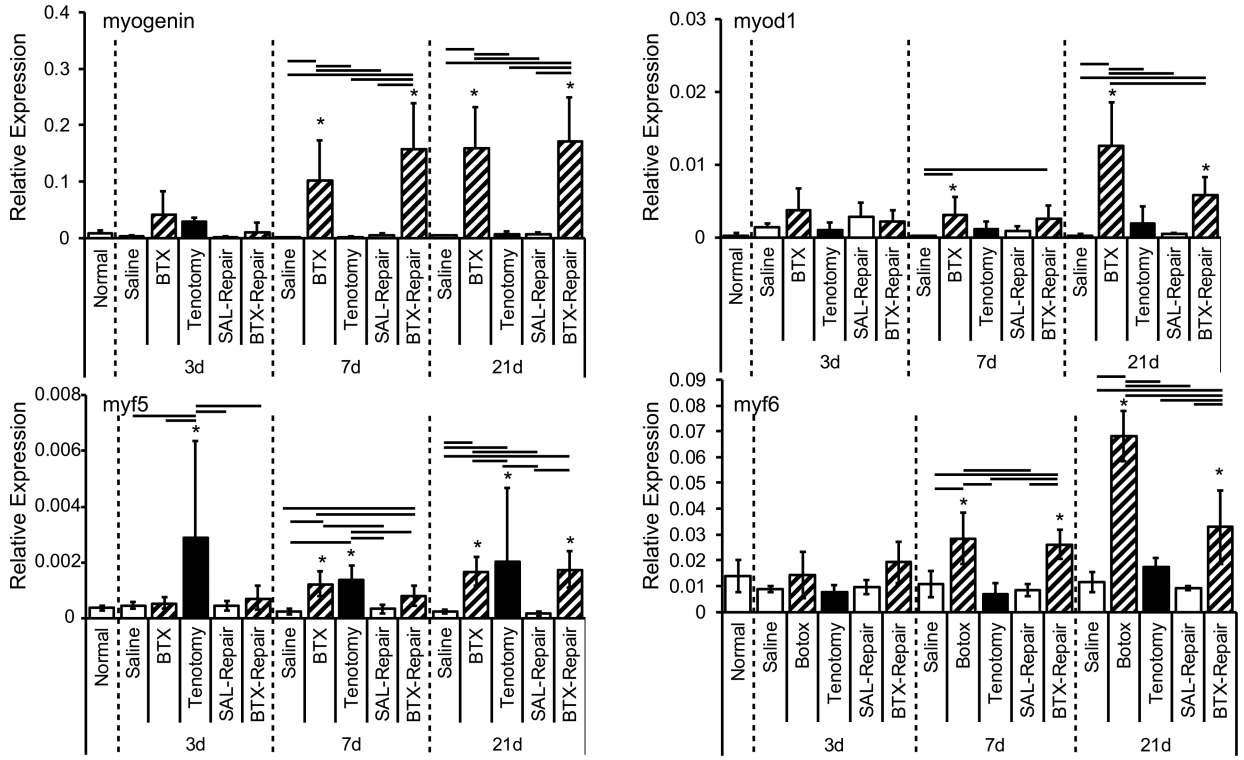 myogenin
Relative Expression
0.4
0.3
0.2
0.1
0
* * * *
Normal Saline BTX Tenotomy SAL-Repair BTX-Repair Saline BTX Tenotomy SAL-Repair BTX-Repair Saline BTX Tenotomy SAL-Repair BTX-Repair
3d 7d 21d
myod1
Relative Expression
0.03
0.02
0.01
0
* * *
Normal Saline BTX Tenotomy SAL-Repair BTX-Repair Saline BTX Tenotomy SAL-Repair BTX-Repair Saline BTX Tenotomy SAL-Repair BTX-Repair
3d 7d 21d
myf5
Relative Expression
0.008
0.006
0.004
0.002
0
* * * * * *
Normal Saline BTX Tenotomy SAL-Repair BTX-Repair Saline BTX Tenotomy SAL-Repair BTX-Repair Saline BTX Tenotomy SAL-Repair BTX-Repair
3d 7d 21d
myf6
Relative Expression
0.09
0.08
0.07
0.06
0.05
0.04
0.03
0.02
0.01
0
* * * *
Normal Saline Botox Tenotomy SAL-Repair BTX-Repair Saline Botox Tenotomy SAL-Repair BTX-Repair Saline Botox Tenotomy SAL-Repair BTX-Repair
3d 7d 21d